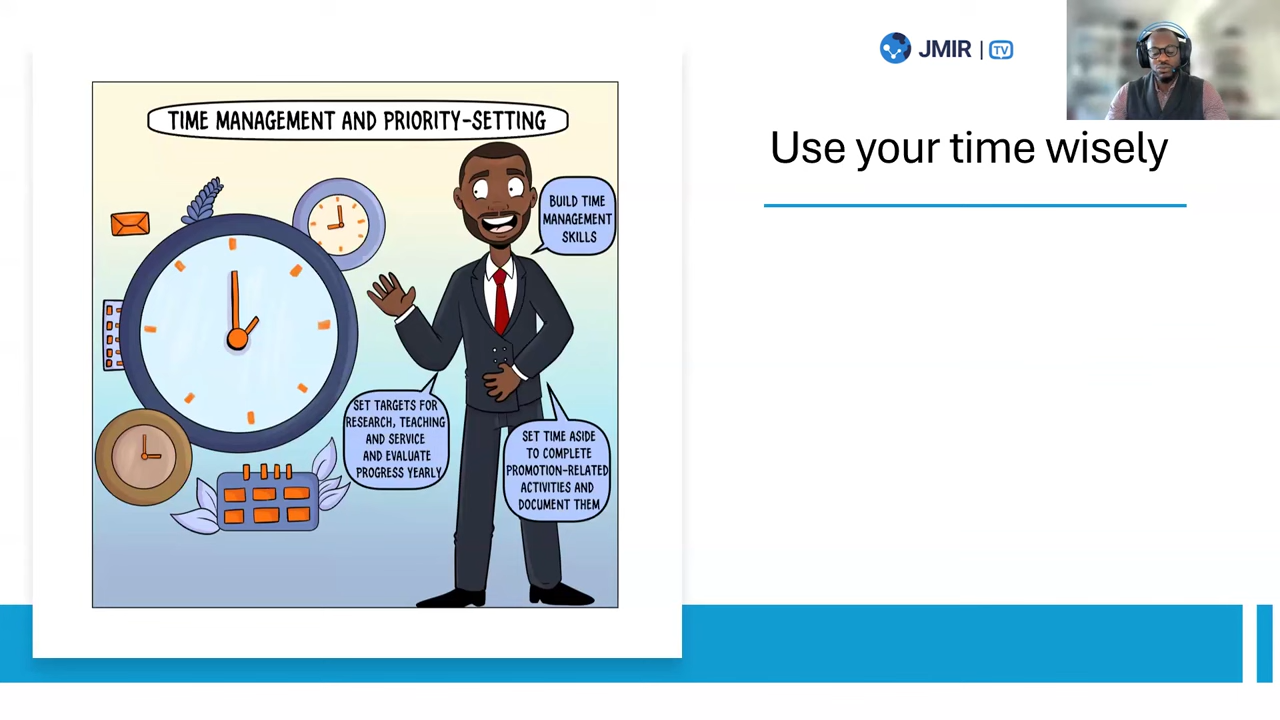 JMIR | TV
Use your time wisely
TIME MANAGEMENT AND PRIORITY-SETTING
BUILD TIME
MANAGEMENT
SKILLS
SET TARGETS FOR
RESEARCH, TEACHING
AND SERVICE
AND EVALUATE
PROGRESS YEARLY
SET TIME ASIDE
TO COMPLETE
PROMOTION-RELATED
ACTIVITIES AND
DOCUMENT THEM